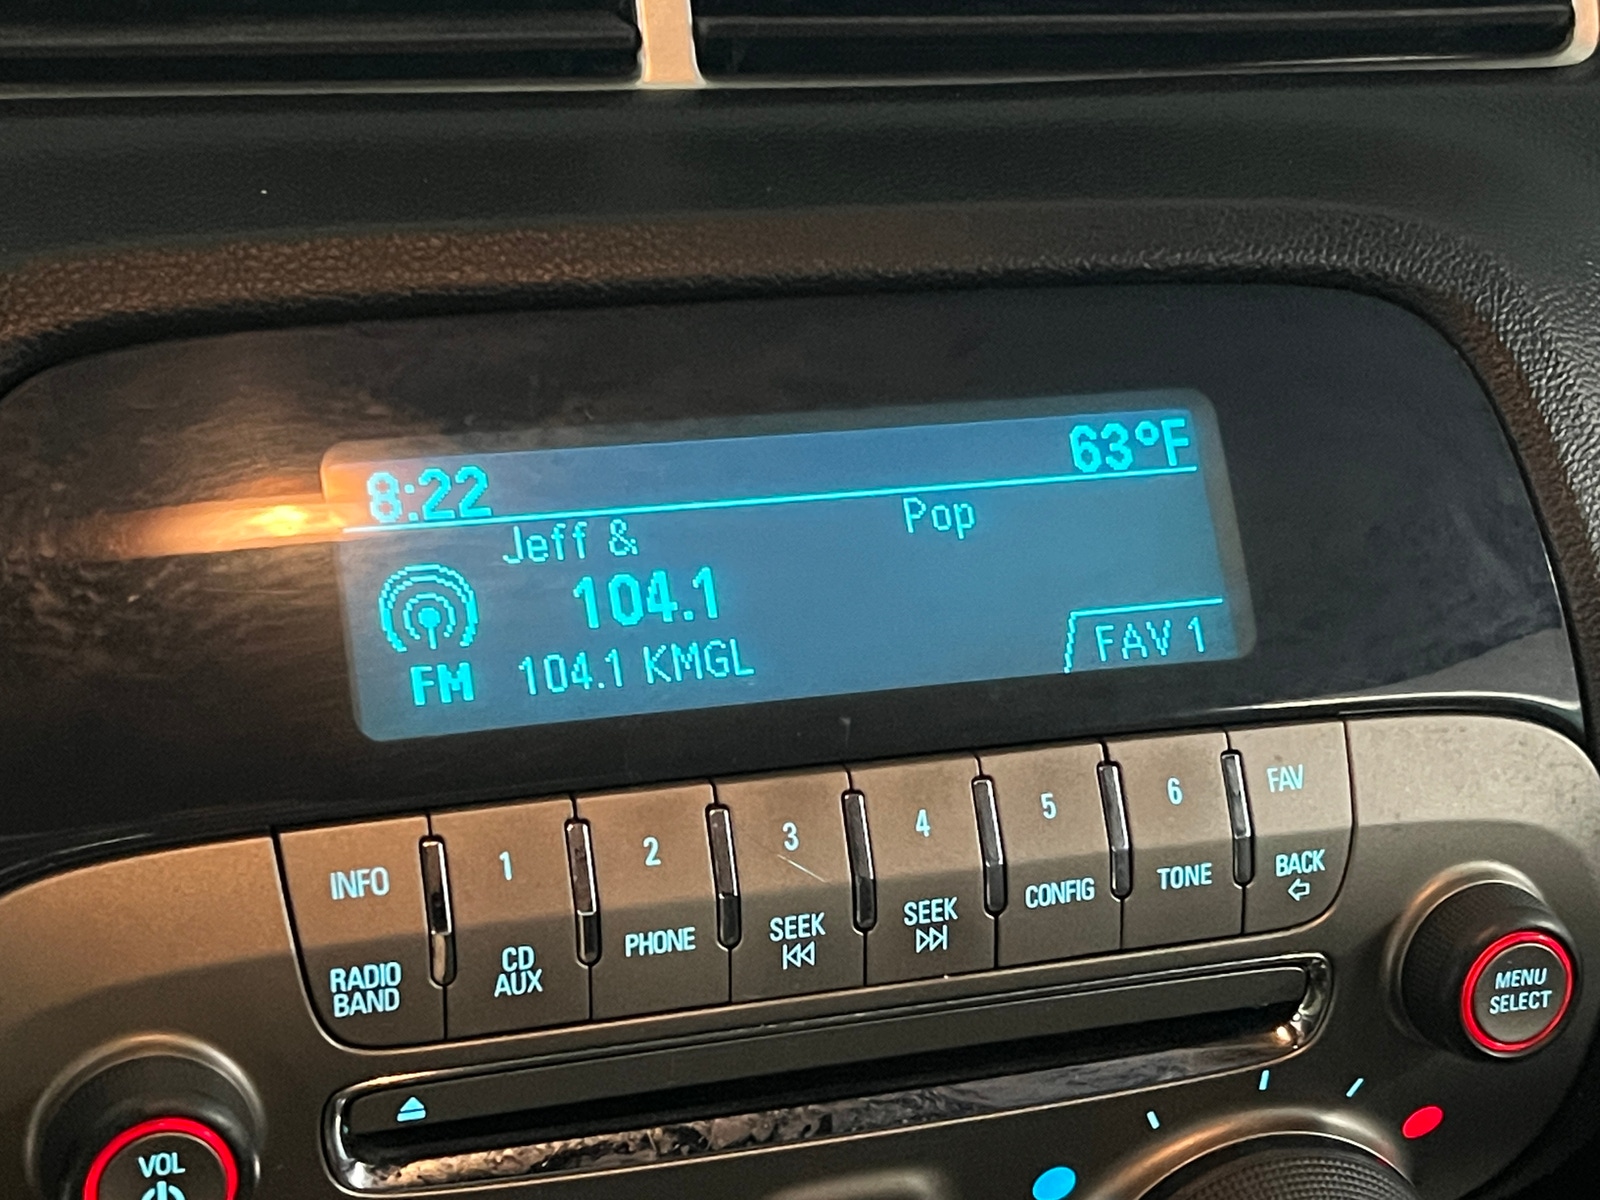 8:22 63°F
Jeff & Pop
104.1
FM 104.1 KMGL FAV 1
INFO 1 2 3 4 5 6 FAV
RADIO BAND CD AUX PHONE SEEK SEEK CONFIG TONE BACK
MENU SELECT
VOL